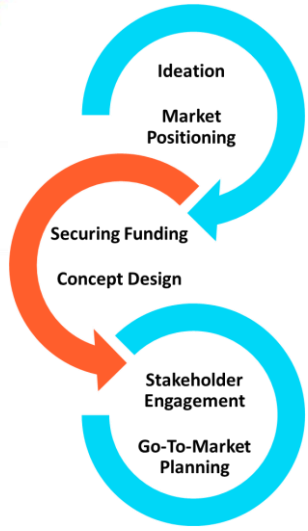 Ideation
Market
Positioning
Securing Funding
Concept Design
Stakeholder
Engagement
Go-To-Market
Planning